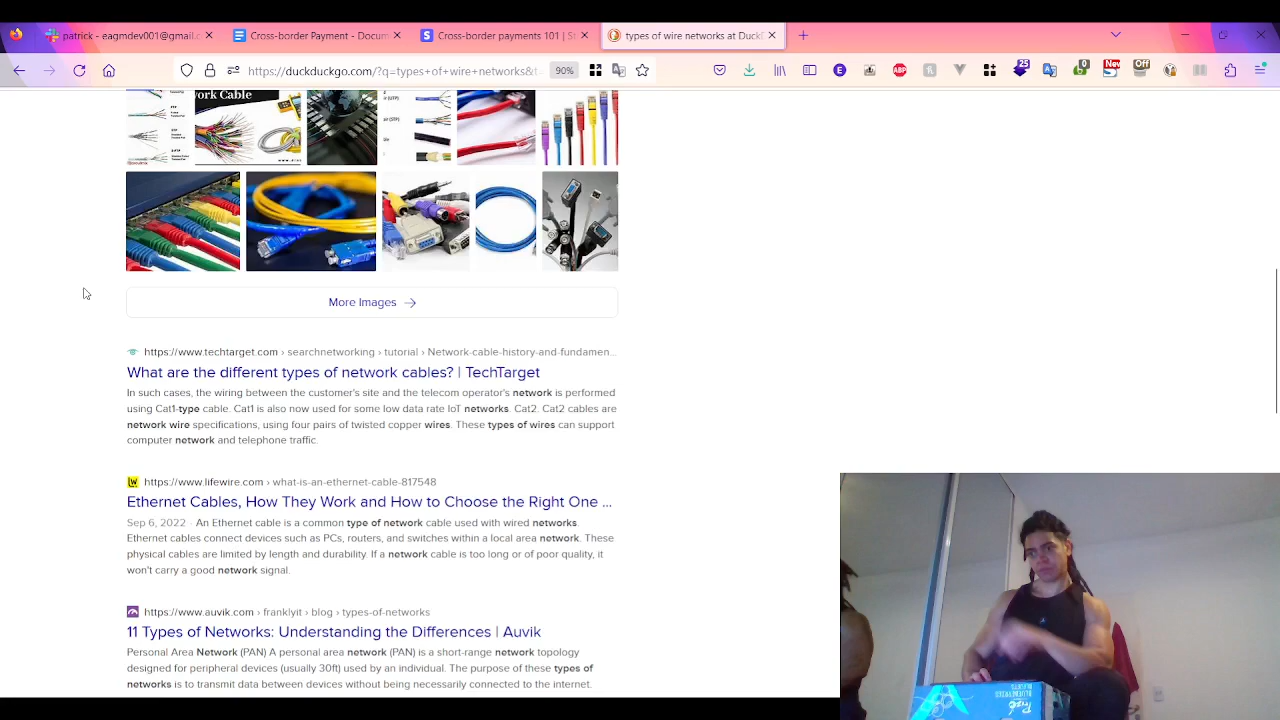 patrick - eaqmdev001@gmail.c
Cross-border Payment - Docum
Cross-border payments 101 | St
types of wire networks at Duck
https://duckduckgo.com/?q=types+of+wire+networks&t
90%
ABP
25
0
New
Off
work Cable
More Images →
https://www.techtarget.com › searchnetworking › tutorial › Network-cable-history-and-fundamen...
What are the different types of network cables? | TechTarget
In such cases, the wiring between the customer's site and the telecom operator's network is performed
using Cat1-type cable. Cat1 is also now used for some low data rate IoT networks. Cat2. Cat2 cables are
network wire specifications, using four pairs of twisted copper wires. These types of wires can support
computer network and telephone traffic.
https://www.lifewire.com › what-is-an-ethernet-cable-817548
Ethernet Cables, How They Work and How to Choose the Right One ...
Sep 6, 2022 · An Ethernet cable is a common type of network cable used with wired networks.
Ethernet cables connect devices such as PCs, routers, and switches within a local area network. These
physical cables are limited by length and durability. If a network cable is too long or of poor quality, it
won't carry a good network signal.
https://www.auvik.com › franklyit › blog › types-of-networks
11 Types of Networks: Understanding the Differences | Auvik
Personal Area Network (PAN) A personal area network (PAN) is a short-range network topology
designed for peripheral devices (usually 30ft) used by an individual. The purpose of these types of
networks is to transmit data between devices without being necessarily connected to the internet.